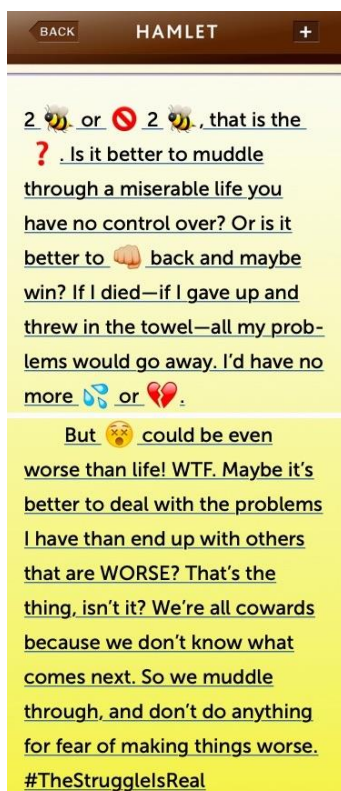 BACK
HAMLET
+
2 🐝 or 🚫 2 🐝, that is the
❓. Is it better to muddle
through a miserable life you
have no control over? Or is it
better to 👊 back and maybe
win? If I died—if I gave up and
threw in the towel—all my prob-
lems would go away. I'd have no
more 💦 or 💔.
But 😵 could be even
worse than life! WTF. Maybe it's
better to deal with the problems
I have than end up with others
that are WORSE? That's the
thing, isn't it? We're all cowards
because we don't know what
comes next. So we muddle
through, and don't do anything
for fear of making things worse.
#TheStruggleIsReal